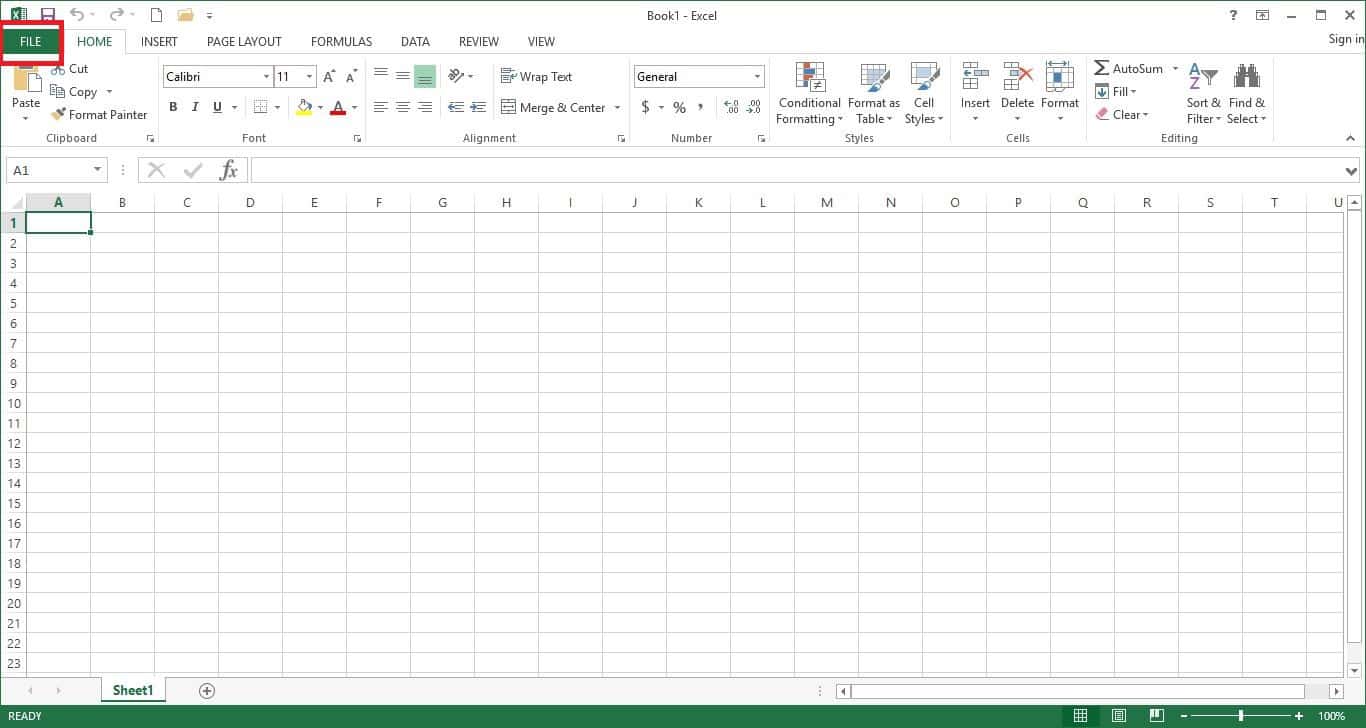 Book1 - Excel
?
FILE HOME INSERT PAGE LAYOUT FORMULAS DATA REVIEW VIEW Sign in
Paste
Cut
Copy
Format Painter
Clipboard
Calibri 11
B I U
Font
Wrap Text
Merge & Center
Alignment
General
$ % ,
Number
Conditional Formatting
Format as Table
Cell Styles
Styles
Insert Delete Format
Cells
AutoSum
Fill
Clear
Sort & Filter
Find & Select
Editing
A1 fx
A B C D E F G H I J K L M N O P Q R S T U
1
2
3
4
5
6
7
8
9
10
11
12
13
14
15
16
17
18
19
20
21
22
23
Sheet1
READY 100%